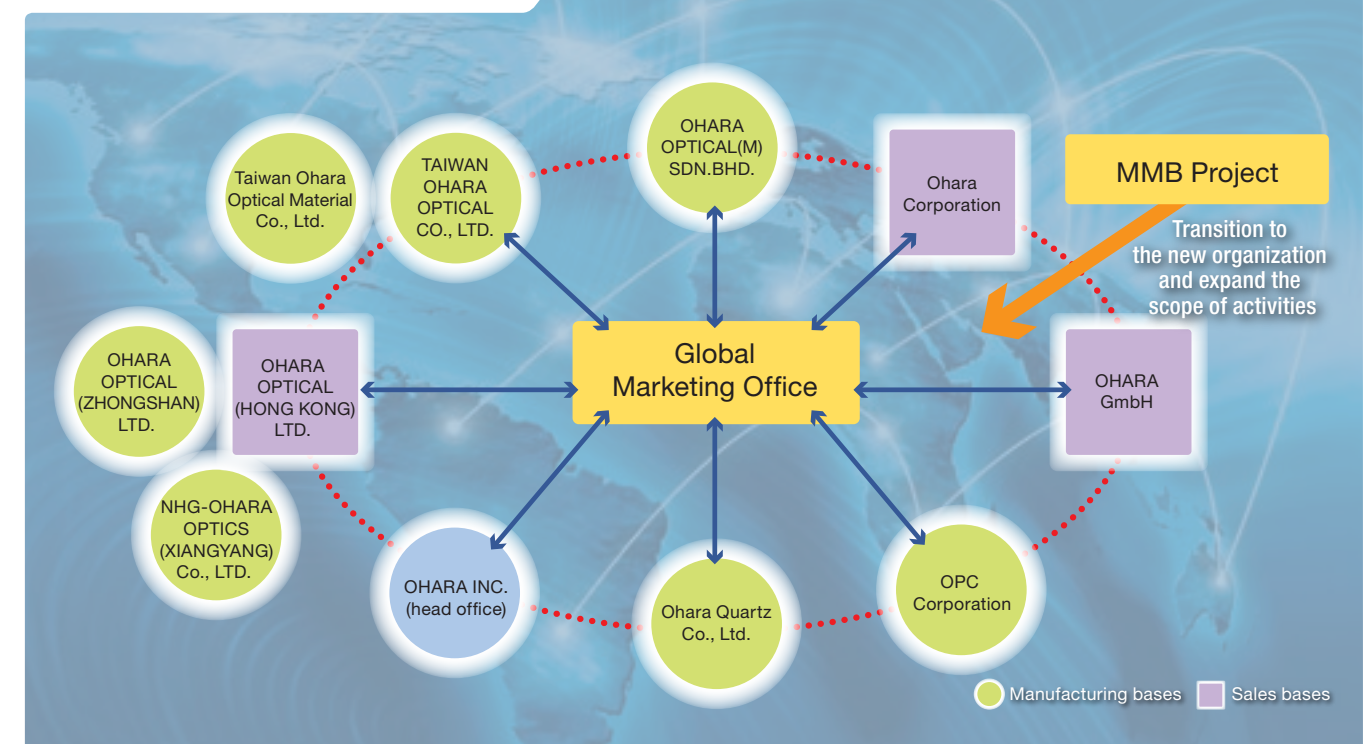 OHARA
OPTICAL(M)
SDN.BHD.
Taiwan Ohara
Optical Material
Co., Ltd.
TAIWAN
OHARA
OPTICAL
CO., LTD.
Ohara
Corporation
MMB Project
Transition to
the new organization
and expand the
scope of activities
OHARA
OPTICAL
(ZHONGSHAN)
LTD.
OHARA
OPTICAL
(HONG KONG)
LTD.
Global
Marketing Office
OHARA
GmbH
NHG-OHARA
OPTICS
(XIANGYANG)
Co., LTD.
OHARA INC.
(head office)
Ohara Quartz
Co., Ltd.
OPC
Corporation
Manufacturing bases
Sales bases